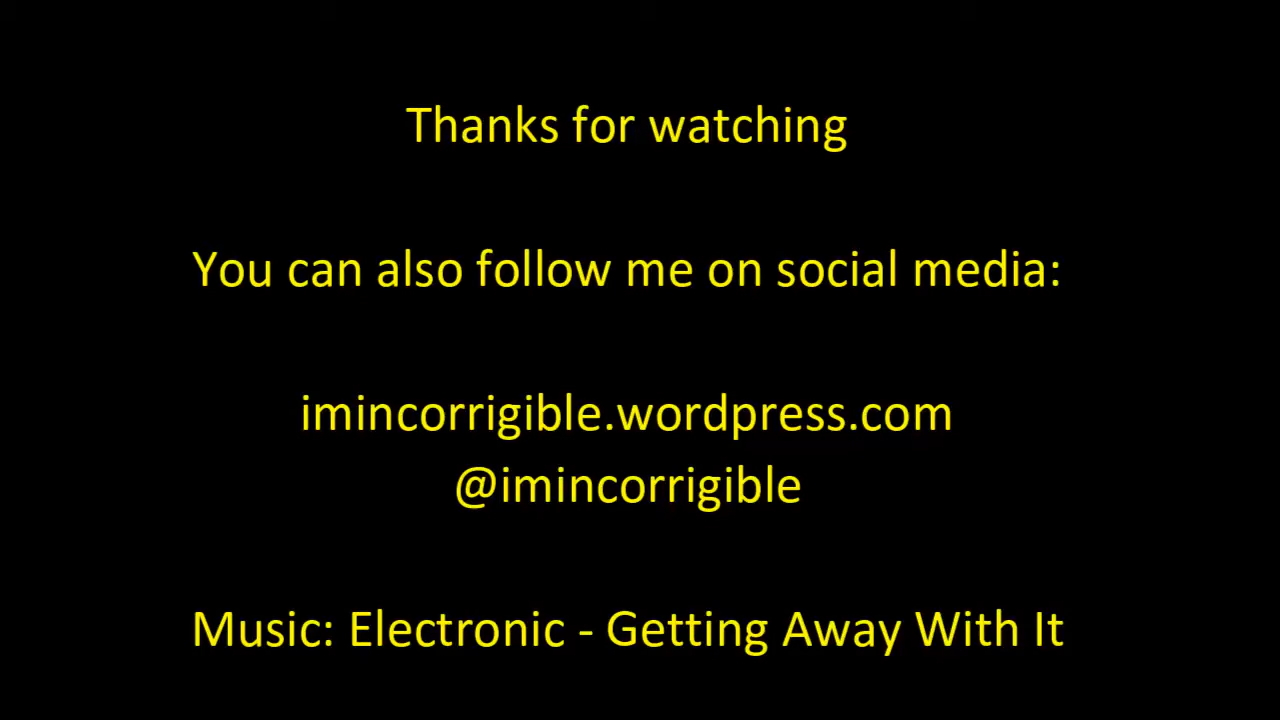 Thanks for watching
You can also follow me on social media:
imincorrigible.wordpress.com
@imincorrigible
Music: Electronic - Getting Away With It